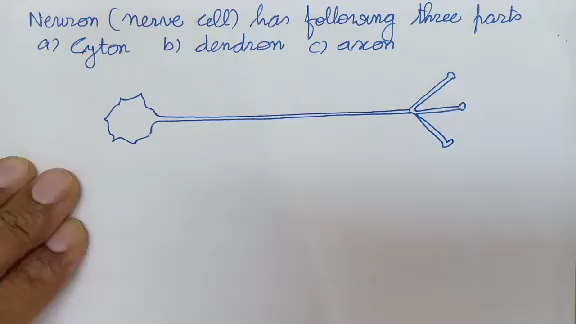 Neuron (nerve cell) has following three parts
a) Cyton b) dendron c) axon